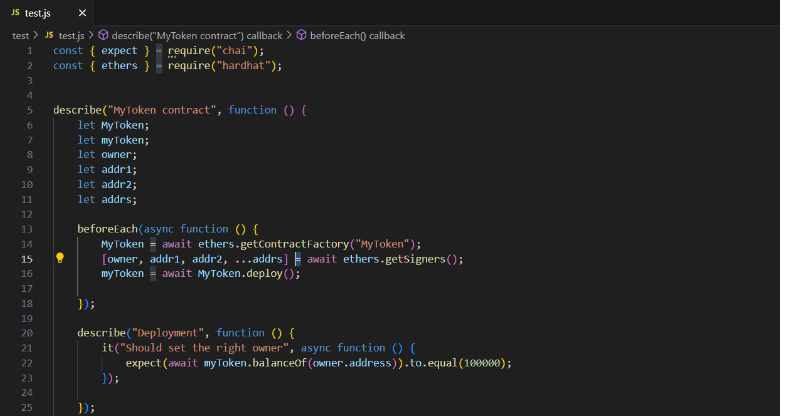 JS test.js ×
test > JS test.js > describe("MyToken contract") callback > beforeEach() callback
1 const { expect } = require("chai");
2 const { ethers } = require("hardhat");
3
4
5 describe("MyToken contract", function () {
6 let MyToken;
7 let myToken;
8 let owner;
9 let addr1;
10 let addr2;
11 let addrs;
12
13 beforeEach(async function () {
14 MyToken = await ethers.getContractFactory("MyToken");
15 [owner, addr1, addr2, ...addrs] = await ethers.getSigners();
16 myToken = await MyToken.deploy();
17
18 });
19
20 describe("Deployment", function () {
21 it("Should set the right owner", async function () {
22 expect(await myToken.balanceOf(owner.address)).to.equal(100000);
23 });
24
25 });